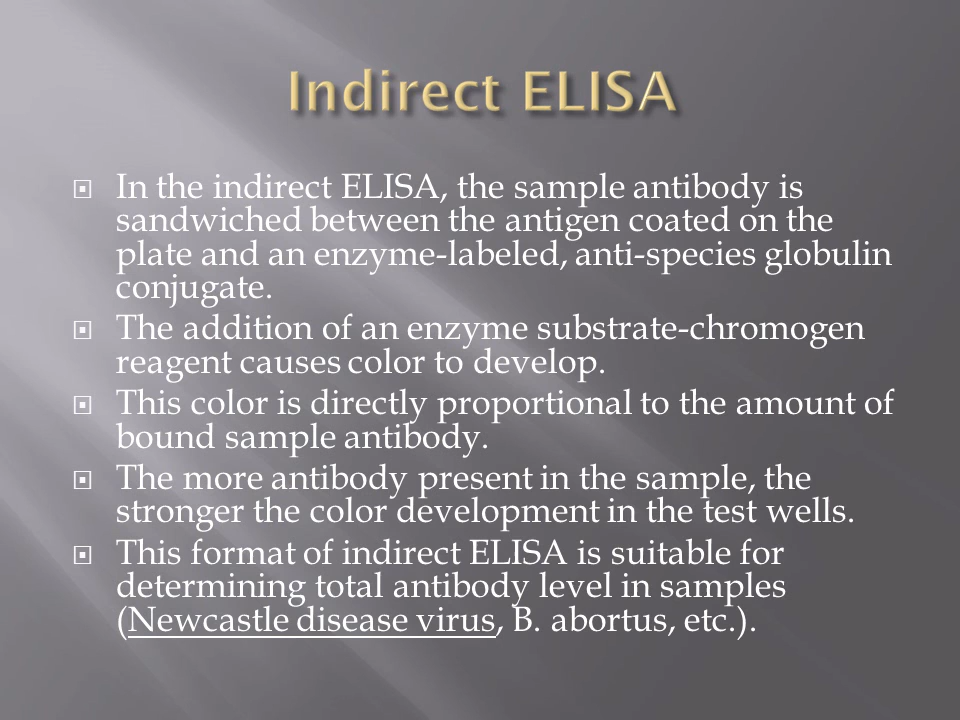 Indirect ELISA
In the indirect ELISA, the sample antibody is
sandwiched between the antigen coated on the
plate and an enzyme-labeled, anti-species globulin
conjugate.
The addition of an enzyme substrate-chromogen
reagent causes color to develop.
This color is directly proportional to the amount of
bound sample antibody.
The more antibody present in the sample, the
stronger the color development in the test wells.
This format of indirect ELISA is suitable for
determining total antibody level in samples
(Newcastle disease virus, B. abortus, etc.).